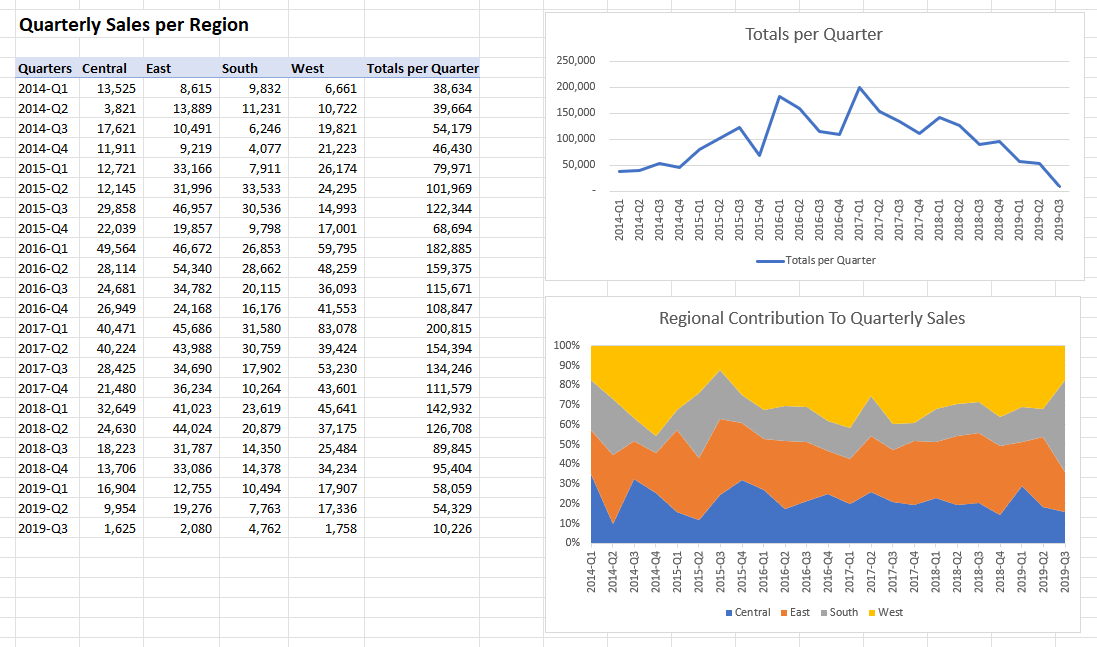 Quarterly Sales per Region
Quarters Central East South West Totals per Quarter
2014-Q1 13,525 8,615 9,832 6,661 38,634
2014-Q2 3,821 13,889 11,231 10,722 39,664
2014-Q3 17,621 10,491 6,246 19,821 54,179
2014-Q4 11,911 9,219 4,077 21,223 46,430
2015-Q1 12,721 33,166 7,911 26,174 79,971
2015-Q2 12,145 31,996 33,533 24,295 101,969
2015-Q3 29,858 46,957 30,536 14,993 122,344
2015-Q4 22,039 19,857 9,798 17,001 68,694
2016-Q1 49,564 46,672 26,853 59,795 182,885
2016-Q2 28,114 54,340 28,662 48,259 159,375
2016-Q3 24,681 34,782 20,115 36,093 115,671
2016-Q4 26,949 24,168 16,176 41,553 108,847
2017-Q1 40,471 45,686 31,580 83,078 200,815
2017-Q2 40,224 43,988 30,759 39,424 154,394
2017-Q3 28,425 34,690 17,902 53,230 134,246
2017-Q4 21,480 36,234 10,264 43,601 111,579
2018-Q1 32,649 41,023 23,619 45,641 142,932
2018-Q2 24,630 44,024 20,879 37,175 126,708
2018-Q3 18,223 31,787 14,350 25,484 89,845
2018-Q4 13,706 33,086 14,378 34,234 95,404
2019-Q1 16,904 12,755 10,494 17,907 58,059
2019-Q2 9,954 19,276 7,763 17,336 54,329
2019-Q3 1,625 2,080 4,762 1,758 10,226
Totals per Quarter
250,000
200,000
150,000
100,000
50,000
-
2014-Q1
2014-Q2
2014-Q3
2014-Q4
2015-Q1
2015-Q2
2015-Q3
2015-Q4
2016-Q1
2016-Q2
2016-Q3
2016-Q4
2017-Q1
2017-Q2
2017-Q3
2017-Q4
2018-Q1
2018-Q2
2018-Q3
2018-Q4
2019-Q1
2019-Q2
2019-Q3
Totals per Quarter
Regional Contribution To Quarterly Sales
100%
90%
80%
70%
60%
50%
40%
30%
20%
10%
0%
2014-Q1
2014-Q2
2014-Q3
2014-Q4
2015-Q1
2015-Q2
2015-Q3
2015-Q4
2016-Q1
2016-Q2
2016-Q3
2016-Q4
2017-Q1
2017-Q2
2017-Q3
2017-Q4
2018-Q1
2018-Q2
2018-Q3
2018-Q4
2019-Q1
2019-Q2
2019-Q3
Central East South West